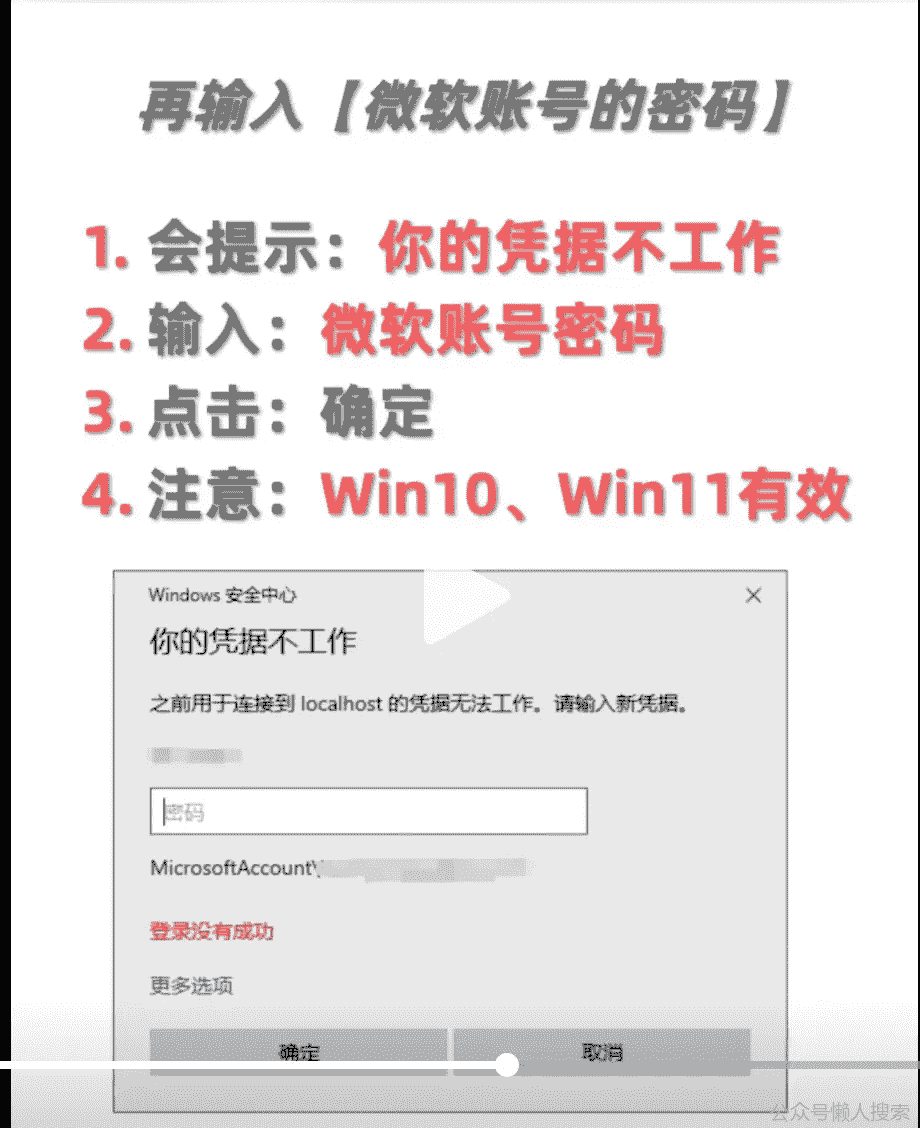 再输入【微软账号的密码】
1. 会提示：你的凭据不工作
2. 输入：微软账号密码
3. 点击：确定
4. 注意：Win10、Win11有效
Windows 安全中心
你的凭据不工作
之前用于连接到 localhost 的凭据无法工作。请输入新凭据。
密码
MicrosoftAccount\
登录没有成功
更多选项
确定
取消
公众号懒人搜索